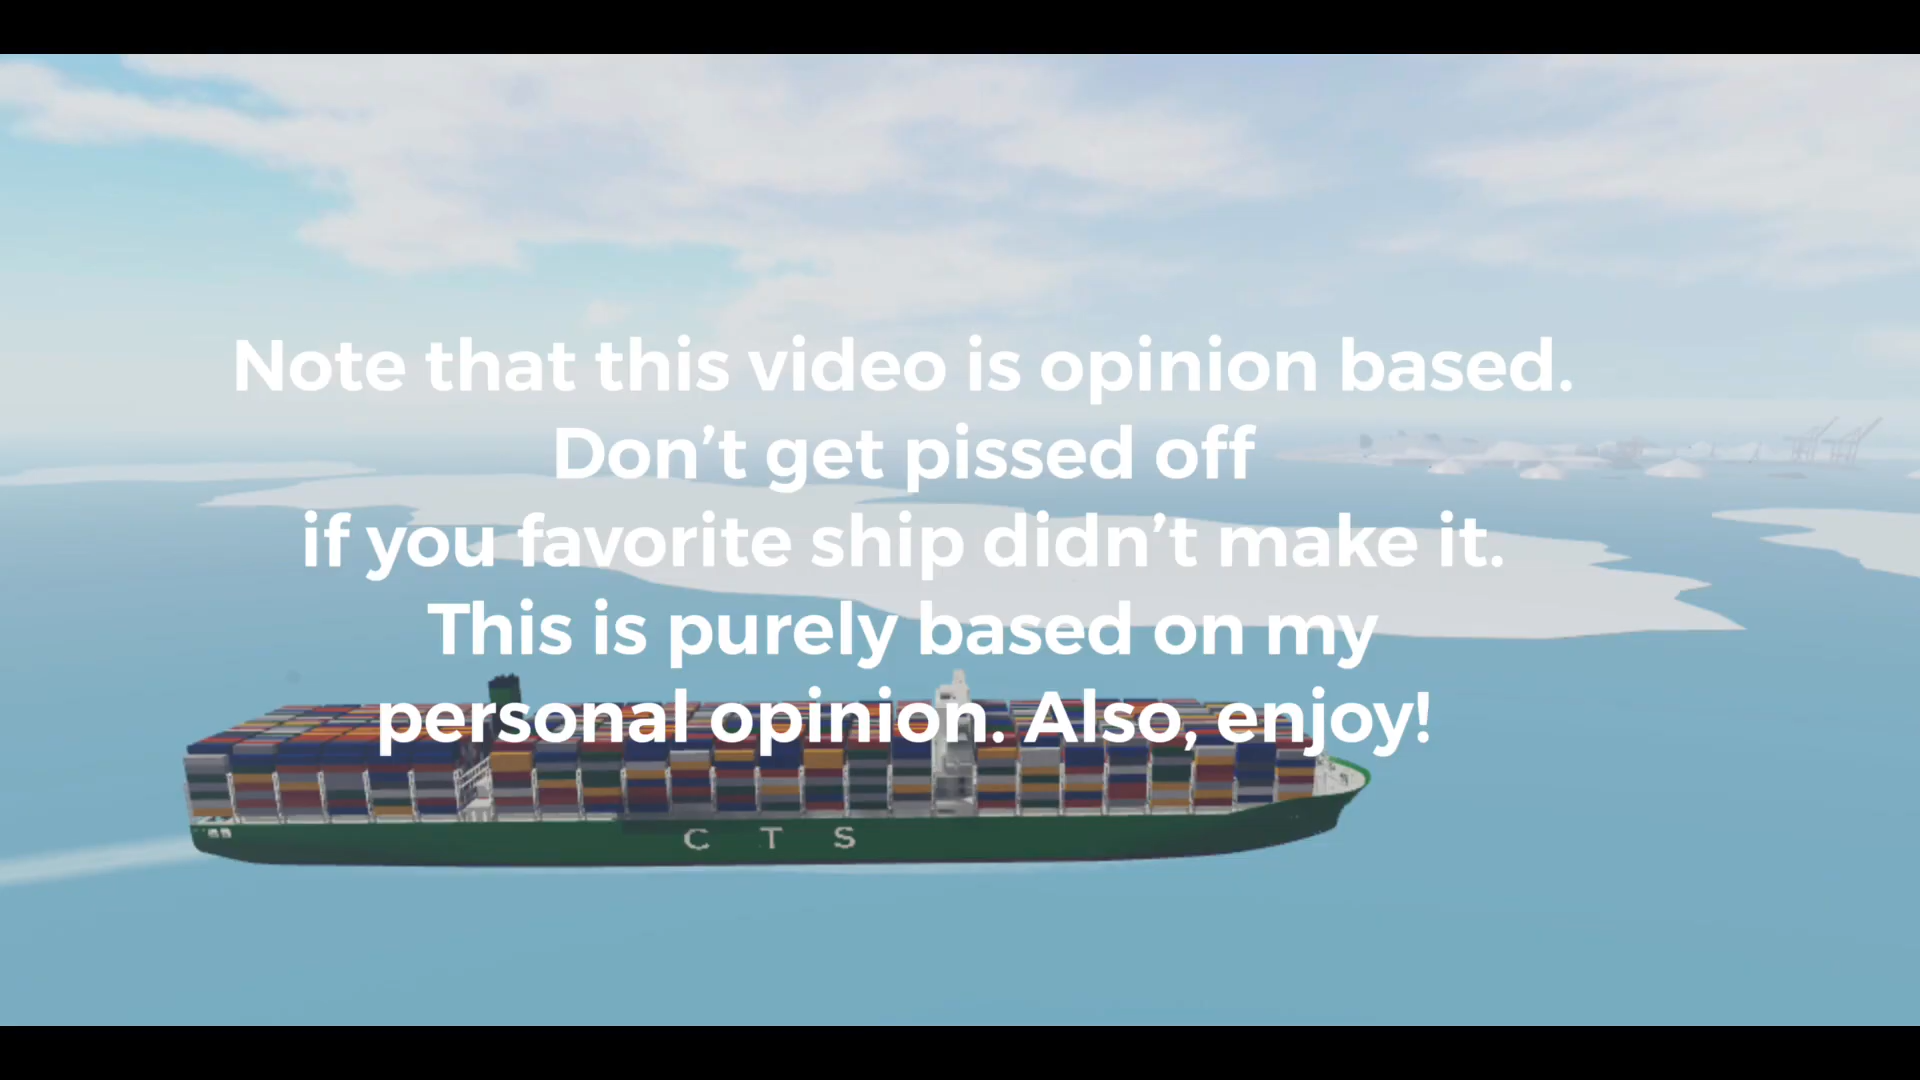 Note that this video is opinion based.
Don’t get pissed off
if you favorite ship didn’t make it.
This is purely based on my
personal opinion. Also, enjoy!
C T S